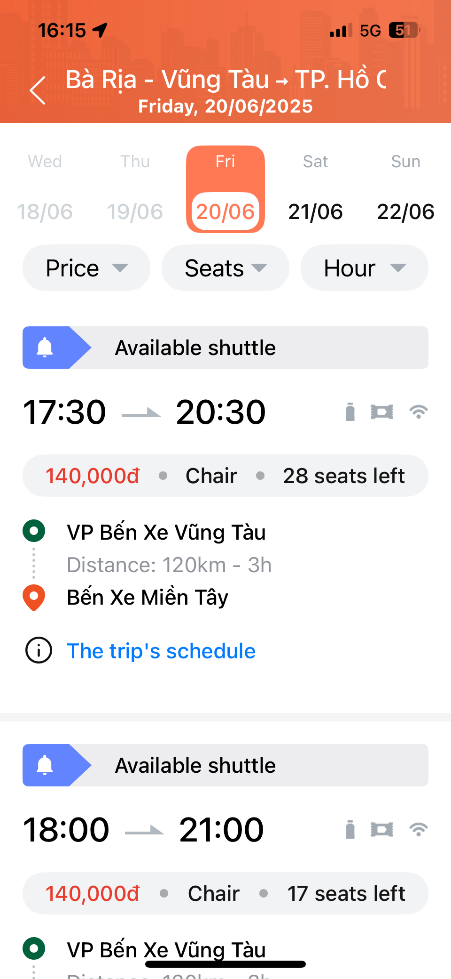 16:15 5G 51
Bà Rịa - Vũng Tàu → TP. Hồ C
Friday, 20/06/2025
Wed Thu Fri Sat Sun
18/06 19/06 20/06 21/06 22/06
Price Seats Hour
Available shuttle
17:30 20:30
140,000đ • Chair • 28 seats left
VP Bến Xe Vũng Tàu
Distance: 120km - 3h
Bến Xe Miền Tây
The trip's schedule
Available shuttle
18:00 21:00
140,000đ • Chair • 17 seats left
VP Bến Xe Vũng Tàu
Distance: 120km - 3h